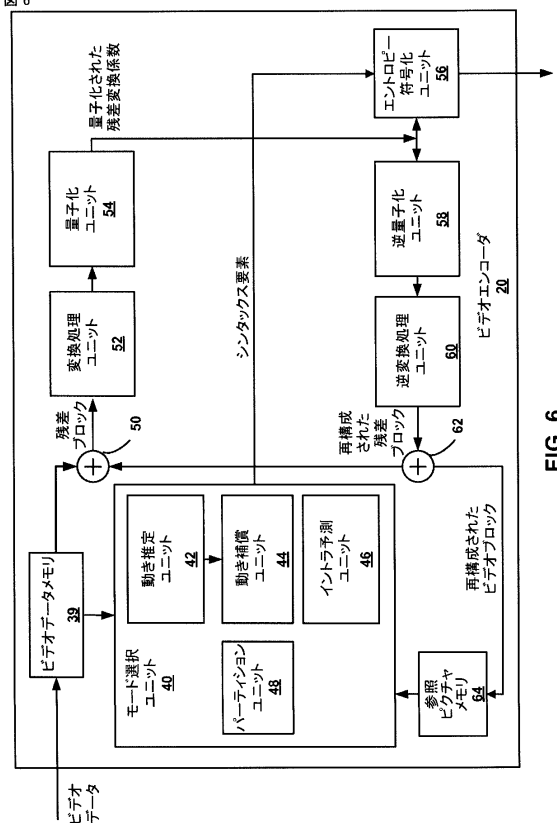 図 6
ビデオ
データ
ビデオデータメモリ
39
残差
ブロック
50
変換処理
ユニット
52
量子化
ユニット
54
量子化された
残差変換係数
モード選択
ユニット
40
動き推定
ユニット
42
動き補償
ユニット
44
イントラ予測
ユニット
46
パーティション
ユニット
48
シンタックス要素
エントロピー
符号化
ユニット
56
逆量子化
ユニット
58
逆変換処理
ユニット
60
再構成
された
残差
ブロック
62
再構成された
ビデオブロック
参照
ピクチャ
メモリ
64
ビデオエンコーダ
20
FIG. 6